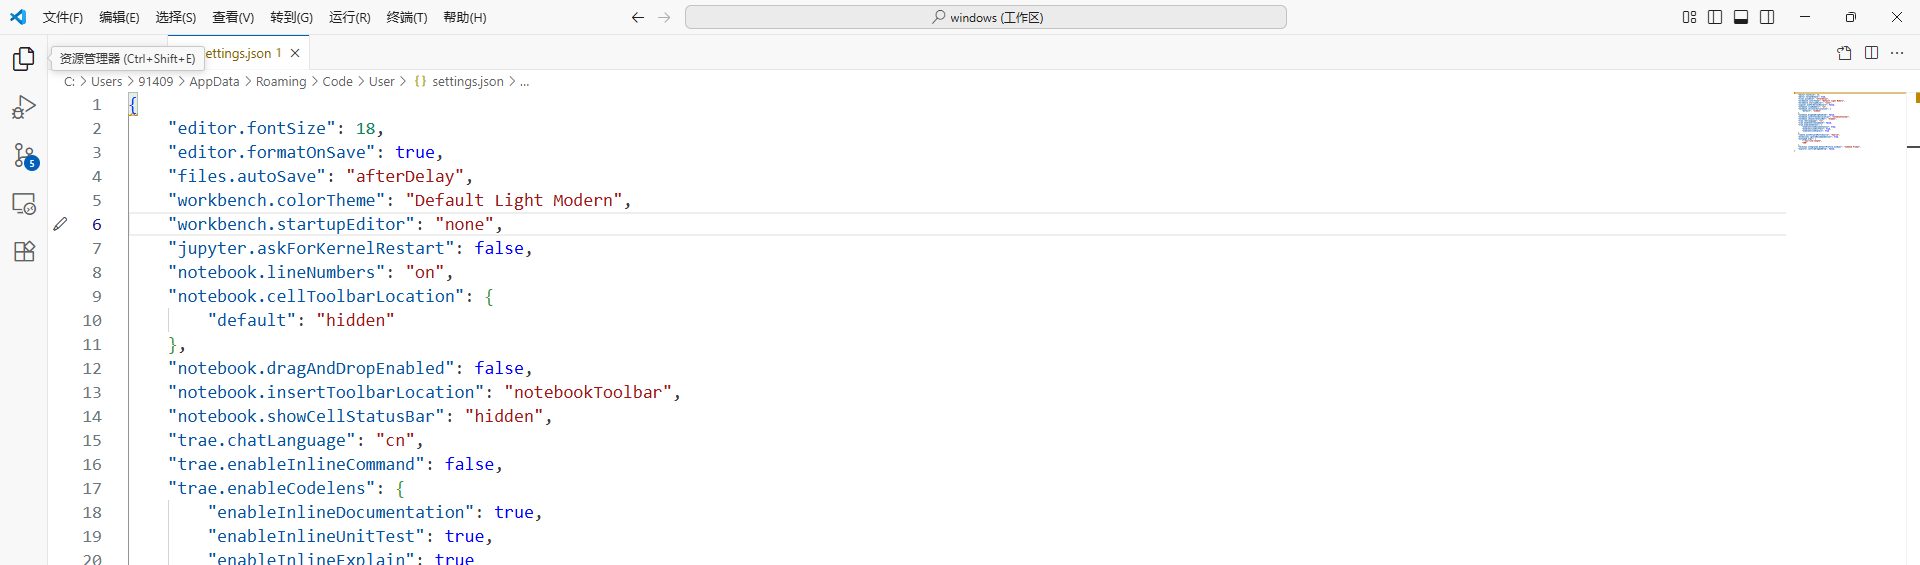 文件(F) 编辑(E) 选择(S) 查看(V) 转到(G) 运行(R) 终端(T) 帮助(H) windows (工作区)
资源管理器 (Ctrl+Shift+E) ettings.json 1
C: > Users > 91409 > AppData > Roaming > Code > User > {} settings.json > ...
1 {
2 "editor.fontSize": 18,
3 "editor.formatOnSave": true,
4 "files.autoSave": "afterDelay",
5 "workbench.colorTheme": "Default Light Modern",
6 "workbench.startupEditor": "none",
7 "jupyter.askForKernelRestart": false,
8 "notebook.lineNumbers": "on",
9 "notebook.cellToolbarLocation": {
10 "default": "hidden"
11 },
12 "notebook.dragAndDropEnabled": false,
13 "notebook.insertToolbarLocation": "notebookToolbar",
14 "notebook.showCellStatusBar": "hidden",
15 "trae.chatLanguage": "cn",
16 "trae.enableInlineCommand": false,
17 "trae.enableCodelens": {
18 "enableInlineDocumentation": true,
19 "enableInlineUnitTest": true,
20 "enableInlineExplain": true
5